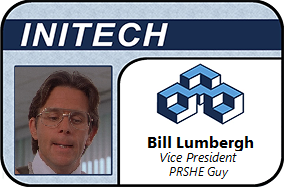 INITECH
Bill Lumbergh
Vice President
PRSHE Guy